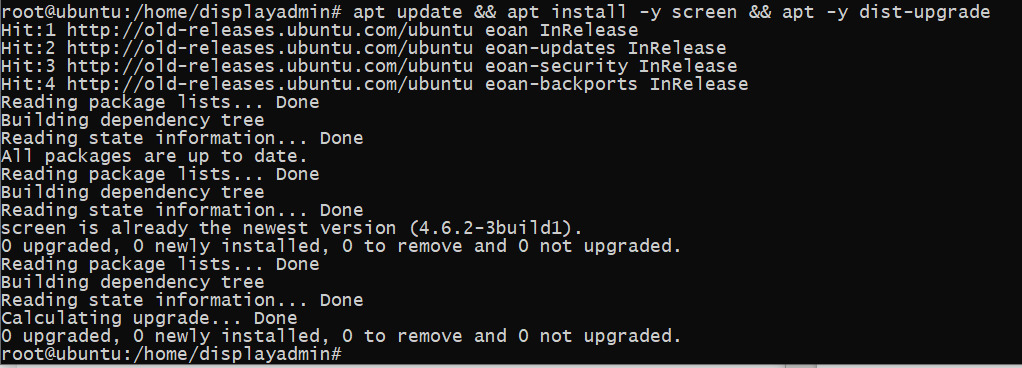 root@ubuntu:/home/displayadmin# apt update && apt install -y screen && apt -y dist-upgrade
Hit:1 http://old-releases.ubuntu.com/ubuntu eoan InRelease
Hit:2 http://old-releases.ubuntu.com/ubuntu eoan-updates InRelease
Hit:3 http://old-releases.ubuntu.com/ubuntu eoan-security InRelease
Hit:4 http://old-releases.ubuntu.com/ubuntu eoan-backports InRelease
Reading package lists... Done
Building dependency tree
Reading state information... Done
All packages are up to date.
Reading package lists... Done
Building dependency tree
Reading state information... Done
screen is already the newest version (4.6.2-3build1).
0 upgraded, 0 newly installed, 0 to remove and 0 not upgraded.
Reading package lists... Done
Building dependency tree
Reading state information... Done
Calculating upgrade... Done
0 upgraded, 0 newly installed, 0 to remove and 0 not upgraded.
root@ubuntu:/home/displayadmin#